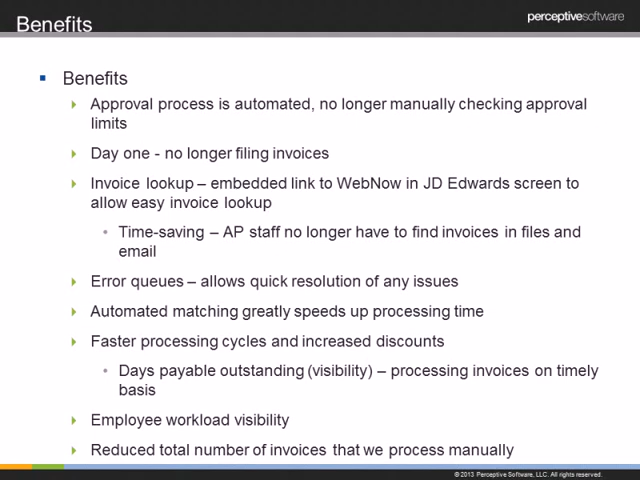 Benefits
perceptivesoftware
Benefits
Approval process is automated, no longer manually checking approval
limits
Day one - no longer filing invoices
Invoice lookup – embedded link to WebNow in JD Edwards screen to
allow easy invoice lookup
Time-saving – AP staff no longer have to find invoices in files and
email
Error queues – allows quick resolution of any issues
Automated matching greatly speeds up processing time
Faster processing cycles and increased discounts
Days payable outstanding (visibility) – processing invoices on timely
basis
Employee workload visibility
Reduced total number of invoices that we process manually
© 2013 Perceptive Software, LLC. All rights reserved.